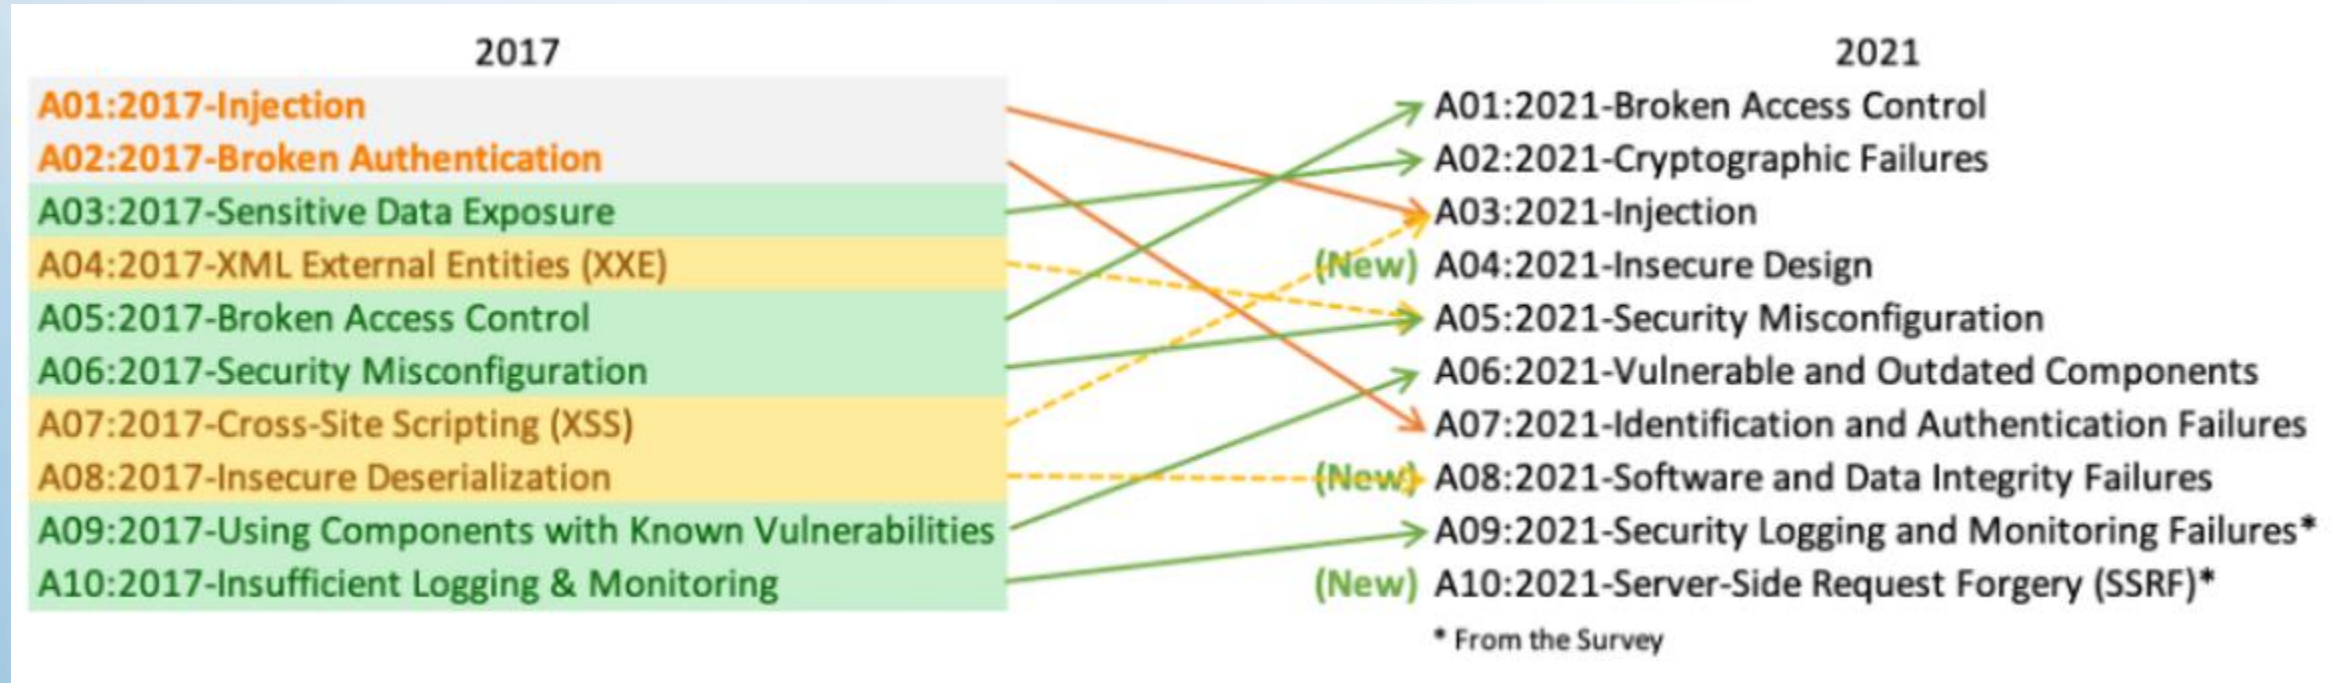 2017
A01:2017-Injection
A02:2017-Broken Authentication
A03:2017-Sensitive Data Exposure
A04:2017-XML External Entities (XXE)
A05:2017-Broken Access Control
A06:2017-Security Misconfiguration
A07:2017-Cross-Site Scripting (XSS)
A08:2017-Insecure Deserialization
A09:2017-Using Components with Known Vulnerabilities
A10:2017-Insufficient Logging & Monitoring
2021
A01:2021-Broken Access Control
A02:2021-Cryptographic Failures
A03:2021-Injection
(New) A04:2021-Insecure Design
A05:2021-Security Misconfiguration
A06:2021-Vulnerable and Outdated Components
A07:2021-Identification and Authentication Failures
(New) A08:2021-Software and Data Integrity Failures
A09:2021-Security Logging and Monitoring Failures*
(New) A10:2021-Server-Side Request Forgery (SSRF)*
* From the Survey